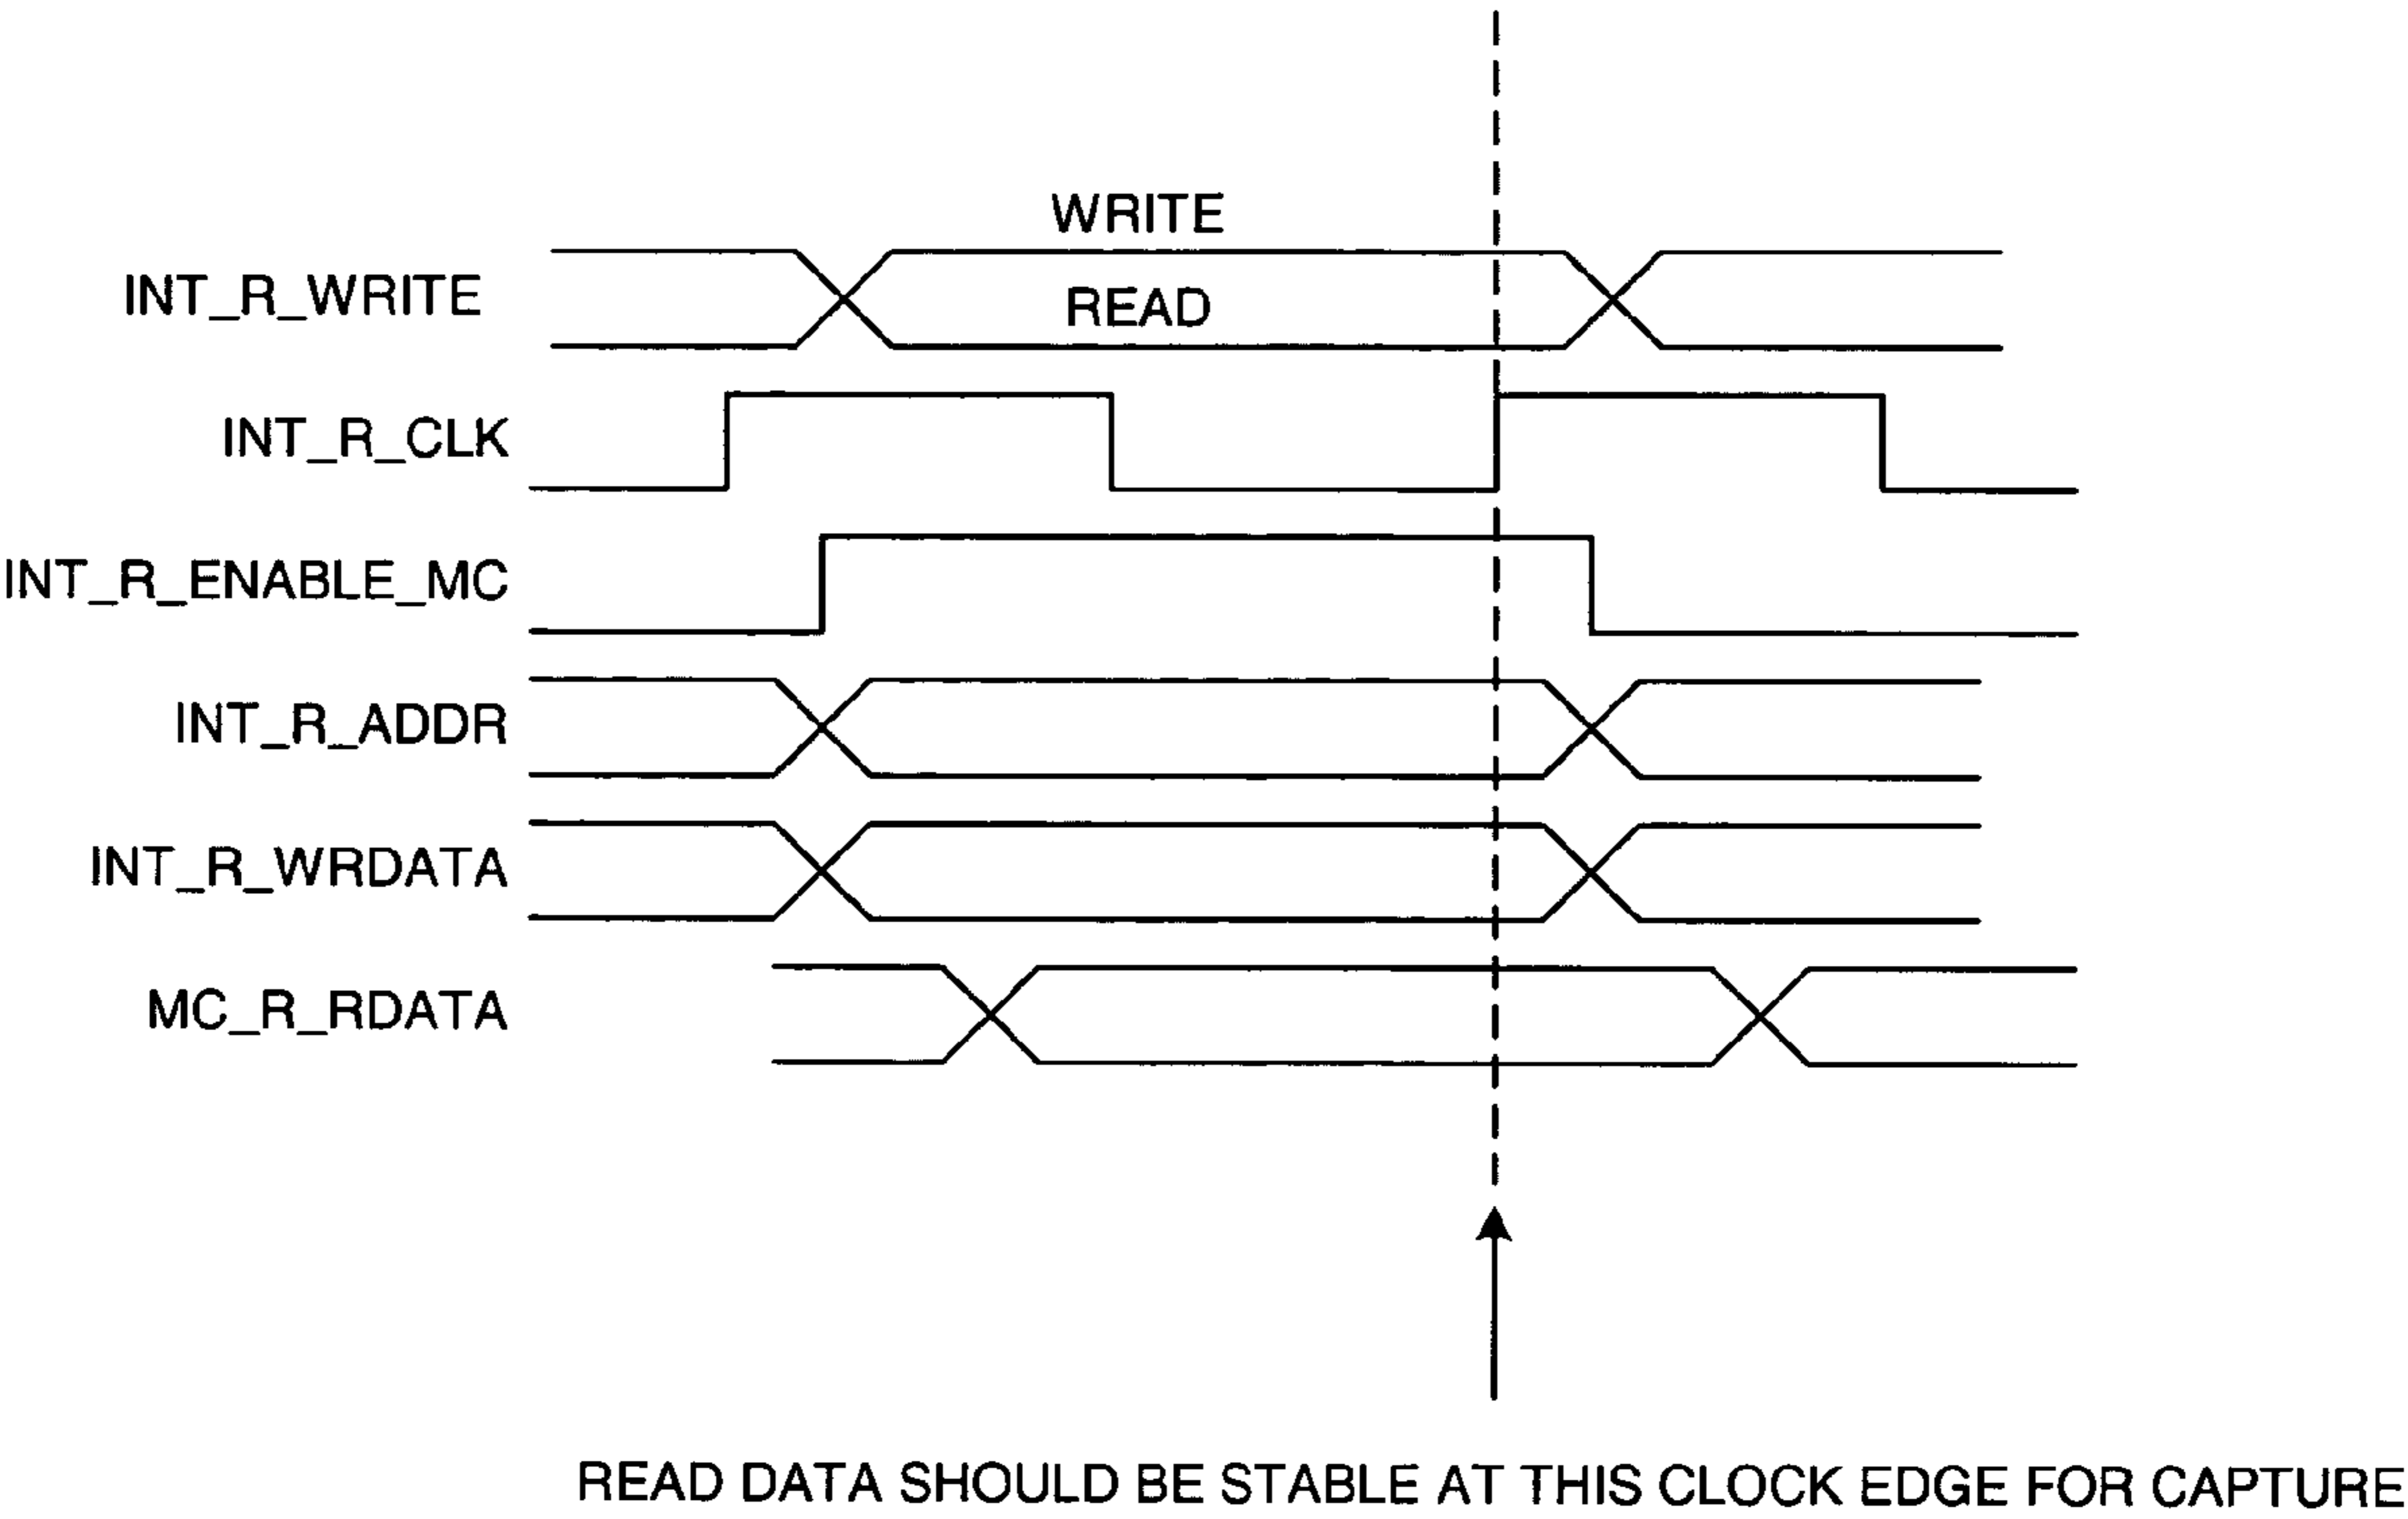 WRITE
INT_R_WRITE
READ
INT_R_CLK
INT_R_ENABLE_MC
INT_R_ADDR
INT_R_WRDATA
MC_R_RDATA
READ DATA SHOULD BE STABLE AT THIS CLOCK EDGE FOR CAPTURE